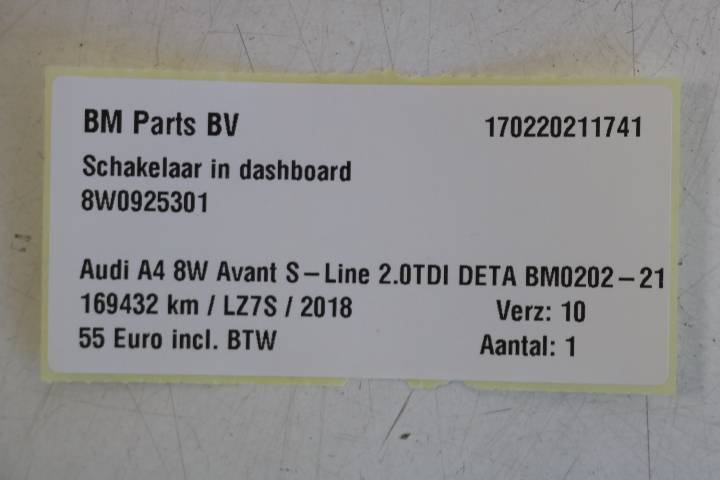 BM Parts BV 170220211741
Schakelaar in dashboard
8W0925301
Audi A4 8W Avant S-Line 2.0TDI DETA BM0202-21
169432 km / LZ7S / 2018 Verz: 10
55 Euro incl. BTW Aantal: 1